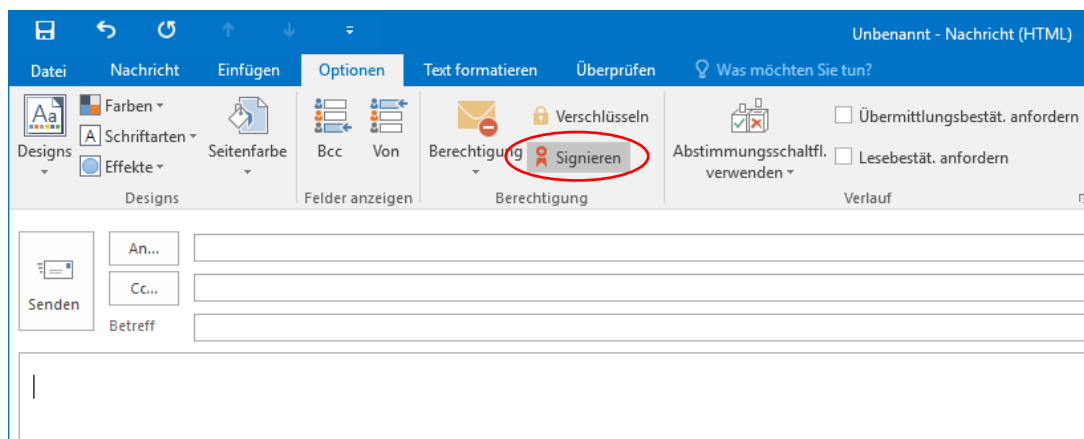 Unbenannt - Nachricht (HTML)
Datei Nachricht Einfügen Optionen Text formatieren Überprüfen Was möchten Sie tun?
Aa Designs
Farben
A Schriftarten
Effekte
Seitenfarbe
Designs
Bcc Von
Felder anzeigen
Berechtigung
Verschlüsseln
Signieren
Berechtigung
Abstimmungsschaltfl.
verwenden
Übermittlungsbestät. anfordern
Lesebestät. anfordern
Verlauf
Senden
An...
Cc...
Betreff